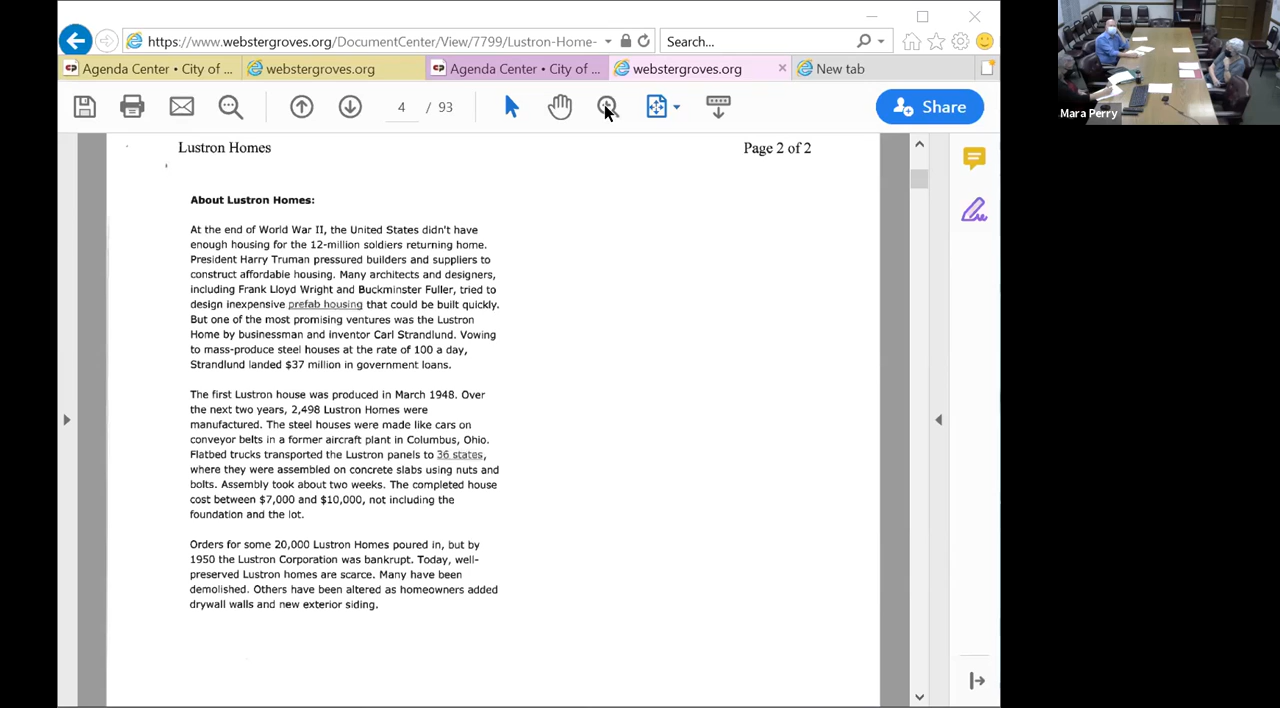 https://www.webstergroves.org/DocumentCenter/View/7799/Lustron-Home-
Search...
Agenda Center • City of ...
webstergroves.org
Agenda Center • City of ...
webstergroves.org
New tab
4 / 93
Share
Mara Perry
Lustron Homes
Page 2 of 2
About Lustron Homes:
At the end of World War II, the United States didn't have
enough housing for the 12-million soldiers returning home.
President Harry Truman pressured builders and suppliers to
construct affordable housing. Many architects and designers,
including Frank Lloyd Wright and Buckminster Fuller, tried to
design inexpensive prefab housing that could be built quickly.
But one of the most promising ventures was the Lustron
Home by businessman and inventor Carl Strandlund. Vowing
to mass-produce steel houses at the rate of 100 a day,
Strandlund landed $37 million in government loans.
The first Lustron house was produced in March 1948. Over
the next two years, 2,498 Lustron Homes were
manufactured. The steel houses were made like cars on
conveyor belts in a former aircraft plant in Columbus, Ohio.
Flatbed trucks transported the Lustron panels to 36 states,
where they were assembled on concrete slabs using nuts and
bolts. Assembly took about two weeks. The completed house
cost between $7,000 and $10,000, not including the
foundation and the lot.
Orders for some 20,000 Lustron Homes poured in, but by
1950 the Lustron Corporation was bankrupt. Today, well-
preserved Lustron homes are scarce. Many have been
demolished. Others have been altered as homeowners added
drywall walls and new exterior siding.